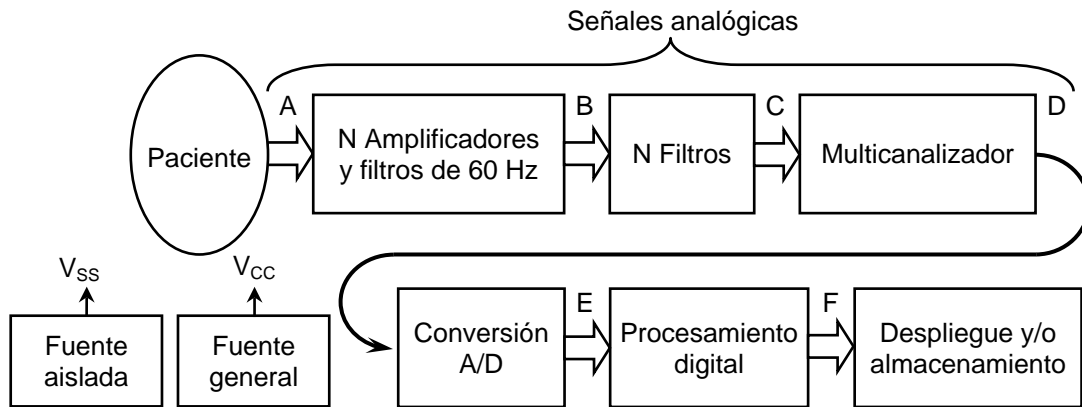 Señales analógicas
A
B
C
D
Paciente
N Amplificadores
y filtros de 60 Hz
N Filtros
Multicanalizador
VSS
VCC
E
F
Fuente
aislada
Fuente
general
Conversión
A/D
Procesamiento
digital
Despliegue y/o
almacenamiento